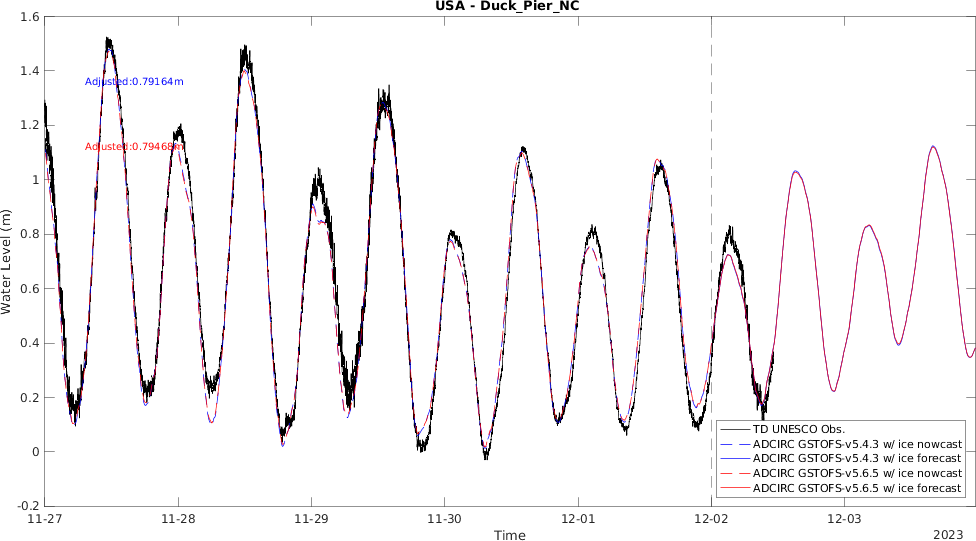 USA - Duck_Pier_NC
1.6
1.4
Adjusted:0.79164m
1.2
Adjusted:0.79468m
1
0.8
Water Level (m)
0.6
0.4
0.2
0
-0.2
TD UNESCO Obs.
ADCIRC GSTOFS-v5.4.3 w/ ice nowcast
ADCIRC GSTOFS-v5.4.3 w/ ice forecast
ADCIRC GSTOFS-v5.6.5 w/ ice nowcast
ADCIRC GSTOFS-v5.6.5 w/ ice forecast
11-27 11-28 11-29 11-30 12-01 12-02 12-03
Time
2023